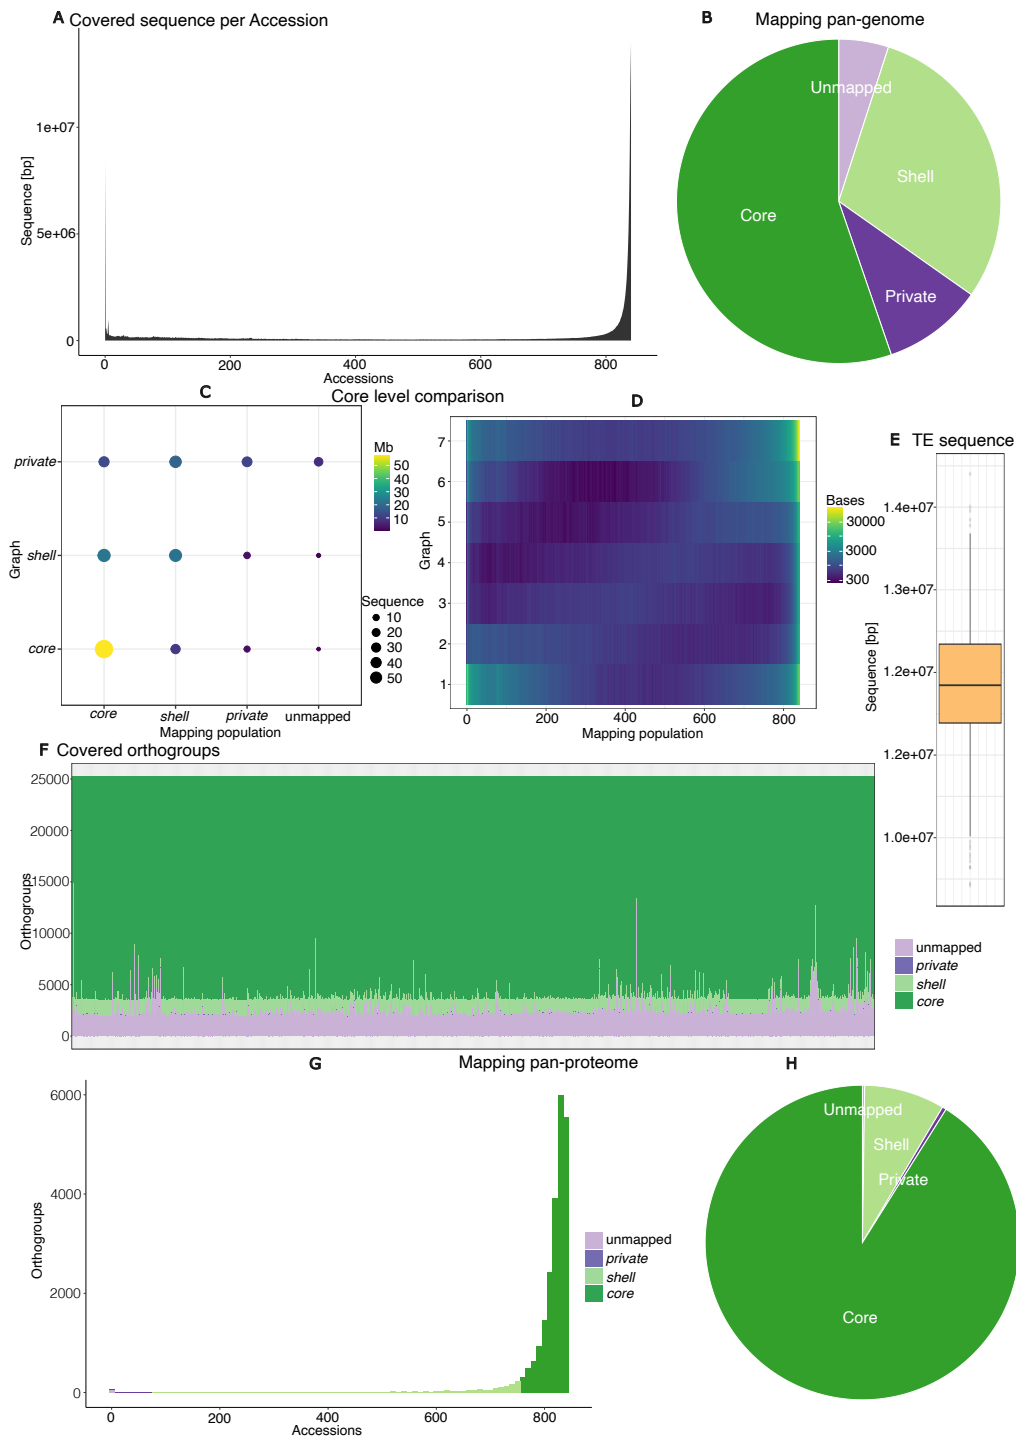 A Covered sequence per Accession
Sequence [bp]
1e+07
5e+06
0
0 200 400 600 800
Accessions
B Mapping pan-genome
Unmapped
Shell
Core
Private
C Core level comparison D
private
shell
core
Graph
core shell private unmapped
Mapping population
Mb
50
40
30
20
10
Sequence
10
20
30
40
50
Graph
7
6
5
4
3
2
1
0 200 400 600 800
Mapping population
Bases
30000
3000
300
E TE sequence
Sequence [bp]
1.4e+07
1.3e+07
1.2e+07
1.2e+07
1.0e+07
F Covered orthogroups
Orthogroups
25000
20000
15000
10000
5000
0
unmapped
private
shell
core
G Mapping pan-proteome H
Orthogroups
6000
4000
2000
0
0 200 400 600 800
Accessions
unmapped
private
shell
core
Unmapped
Shell
Private
Core